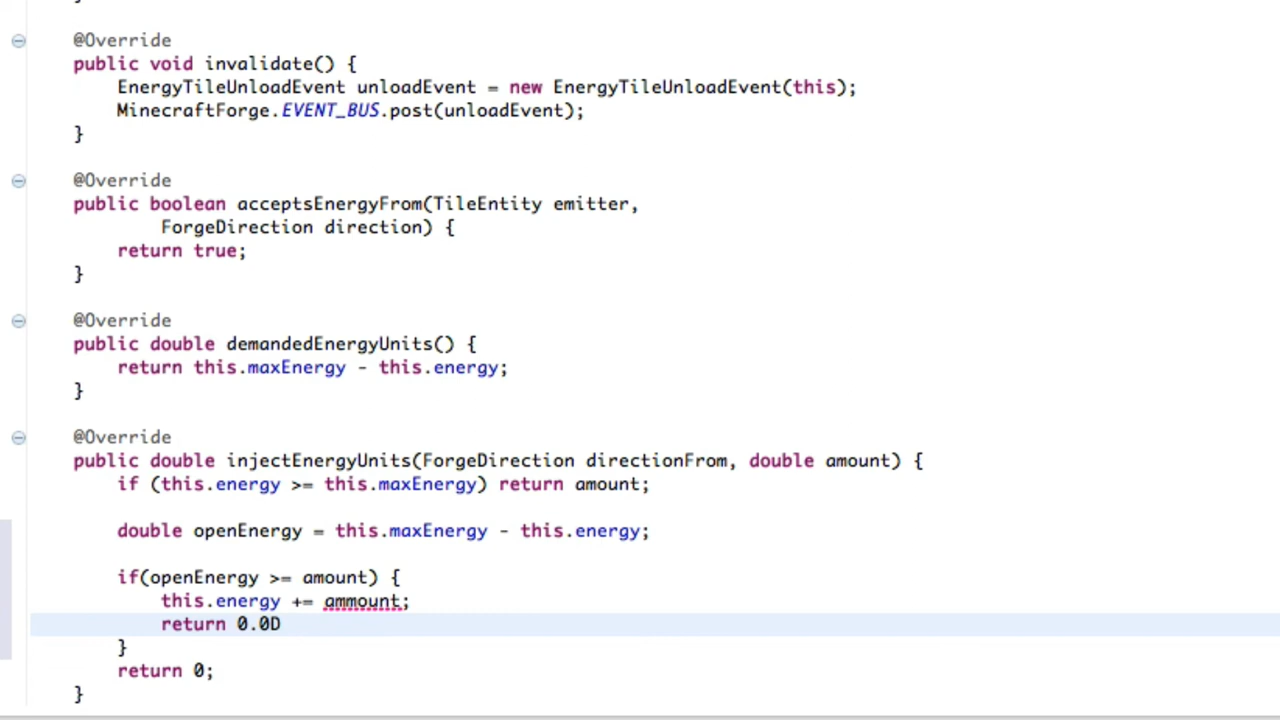 @Override
public void invalidate() {
EnergyTileUnloadEvent unloadEvent = new EnergyTileUnloadEvent(this);
MinecraftForge.EVENT_BUS.post(unloadEvent);
}
@Override
public boolean acceptsEnergyFrom(TileEntity emitter,
ForgeDirection direction) {
return true;
}
@Override
public double demandedEnergyUnits() {
return this.maxEnergy - this.energy;
}
@Override
public double injectEnergyUnits(ForgeDirection directionFrom, double amount) {
if (this.energy >= this.maxEnergy) return amount;
double openEnergy = this.maxEnergy - this.energy;
if(openEnergy >= amount) {
this.energy += ammount;
return 0.0D
}
return 0;
}